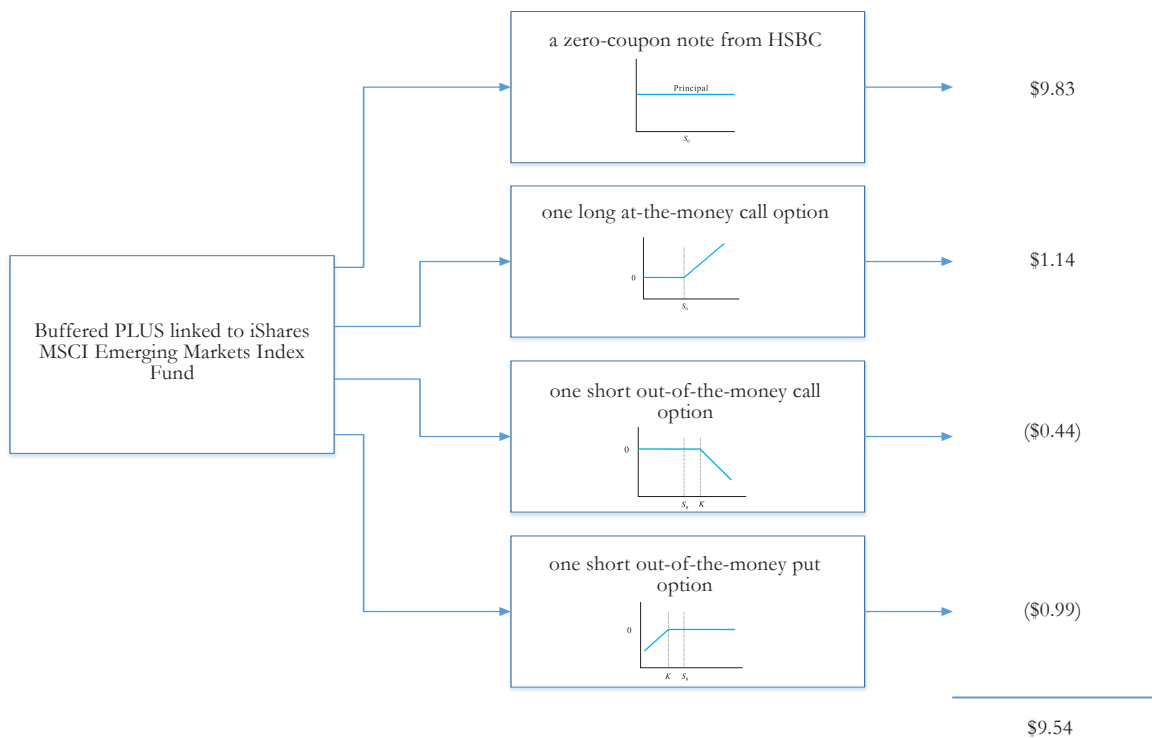 a zero-coupon note from HSBC
Principal
S₀
$9.83
one long at-the-money call option
0
S₀
$1.14
Buffered PLUS linked to iShares
MSCI Emerging Markets Index
Fund
one short out-of-the-money call
option
0
S₀ K
($0.44)
one short out-of-the-money put
option
0
K S₀
($0.99)
$9.54